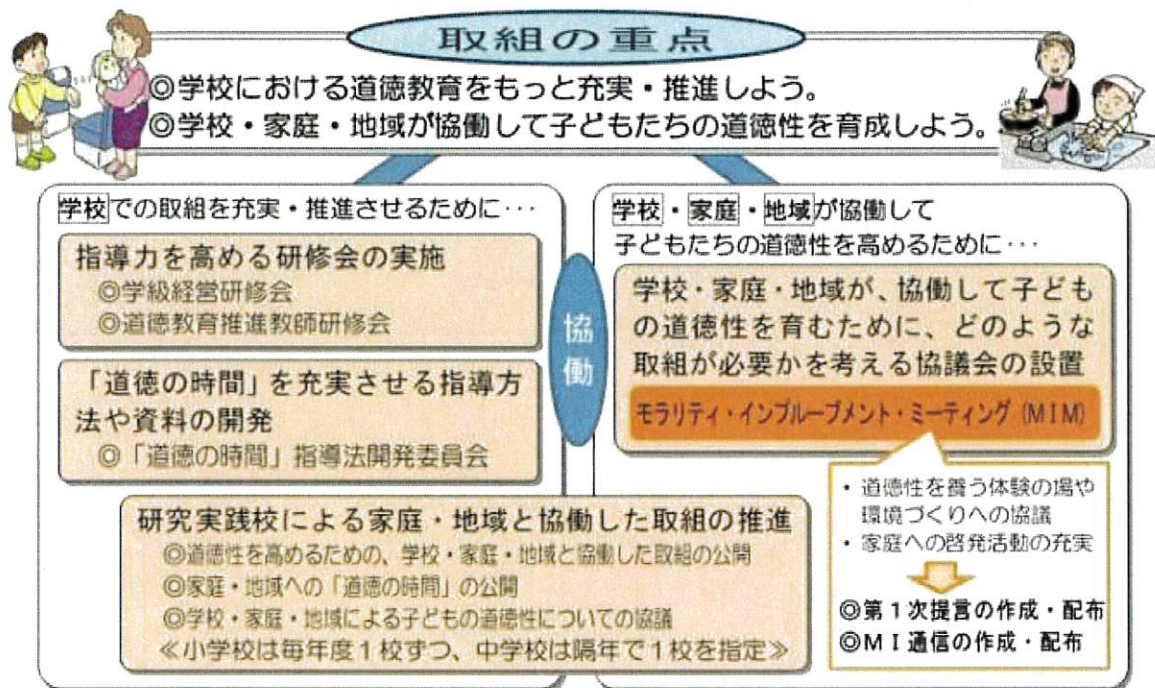 取組の重点
◎学校における道徳教育をもっと充実・推進しよう。
◎学校・家庭・地域が協働して子どもたちの道徳性を育成しよう。
学校での取組を充実・推進させるために･･･
指導力を高める研修会の実施
◎学級経営研修会
◎道徳教育推進教師研修会
「道徳の時間」を充実させる指導方
法や資料の開発
◎「道徳の時間」指導法開発委員会
協働
学校・家庭・地域が協働して
子どもたちの道徳性を高めるために･･･
学校・家庭・地域が、協働して子ども
の道徳性を育むために、どのような
取組が必要かを考える協議会の設置
モラリティ・インプルーブメント・ミーティング(MIM)
・道徳性を養う体験の場や
環境づくりへの協議
・家庭への啓発活動の充実
◎第1次提言の作成・配布
◎MI通信の作成・配布
研究実践校による家庭・地域と協働した取組の推進
◎道徳性を高めるための、学校・家庭・地域と協働した取組の公開
◎家庭・地域への「道徳の時間」の公開
◎学校・家庭・地域による子どもの道徳性についての協議
≪小学校は毎年度1校ずつ、中学校は隔年で1校を指定≫